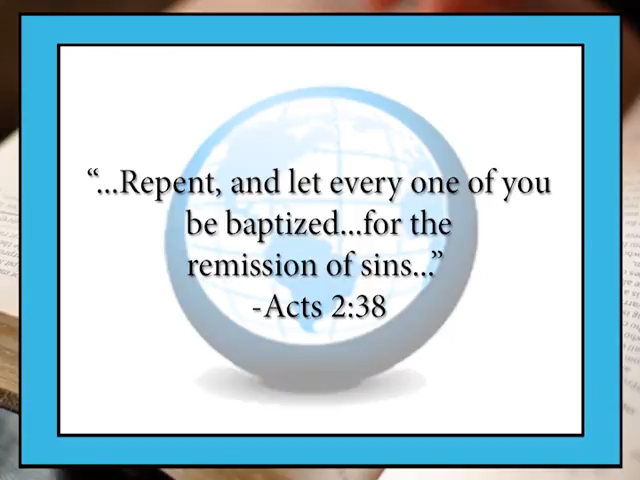 “...Repent, and let every one of you
be baptized...for the
remission of sins...”
-Acts 2:38